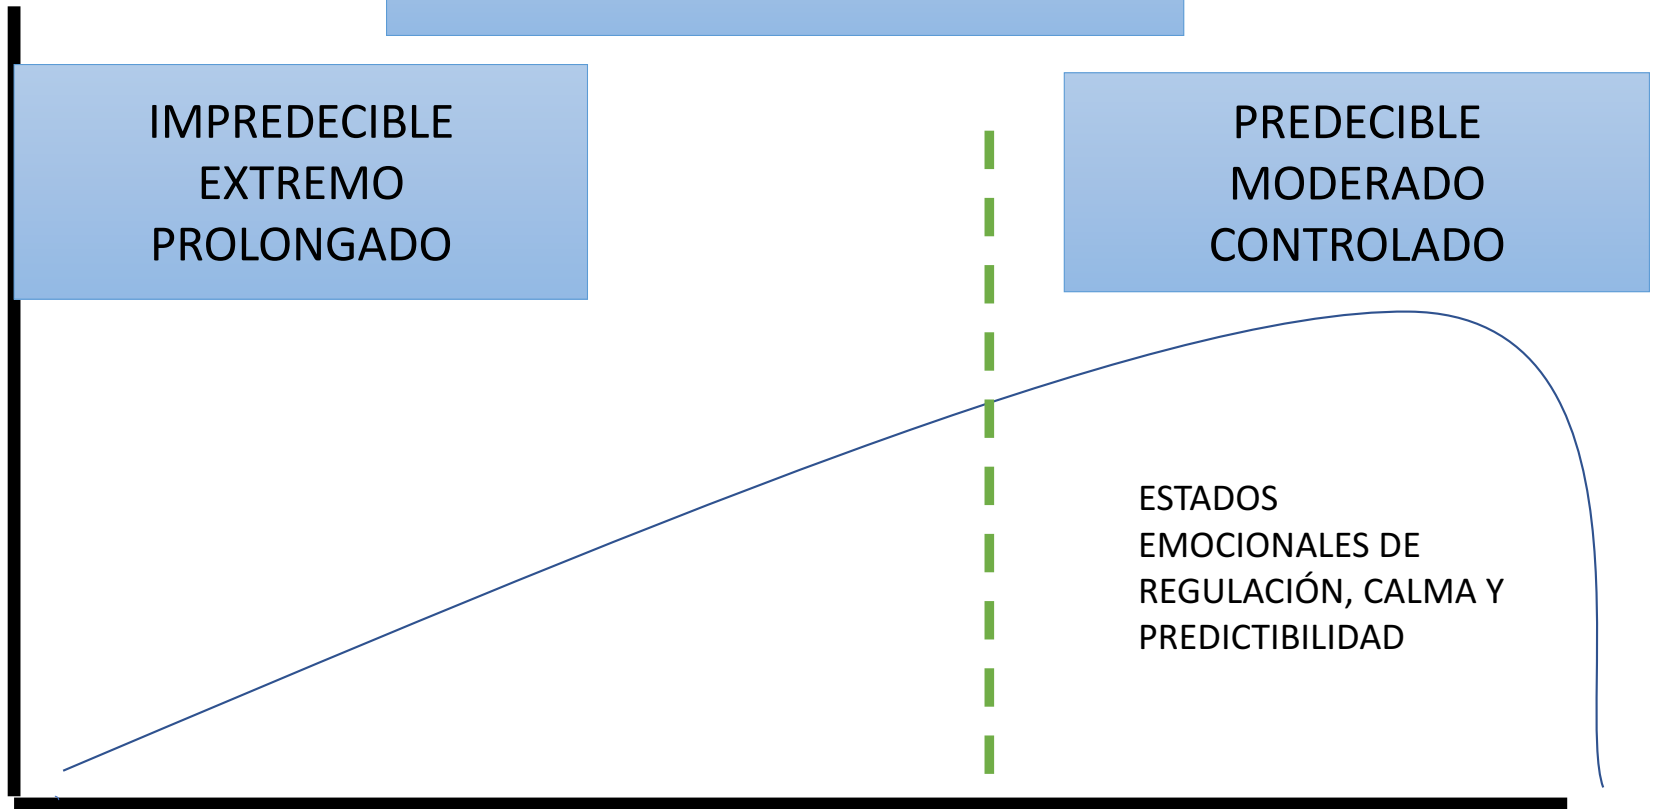 IMPREDECIBLE
EXTREMO
PROLONGADO
PREDECIBLE
MODERADO
CONTROLADO
ESTADOS
EMOCIONALES DE
REGULACIÓN, CALMA Y
PREDICTIBILIDAD